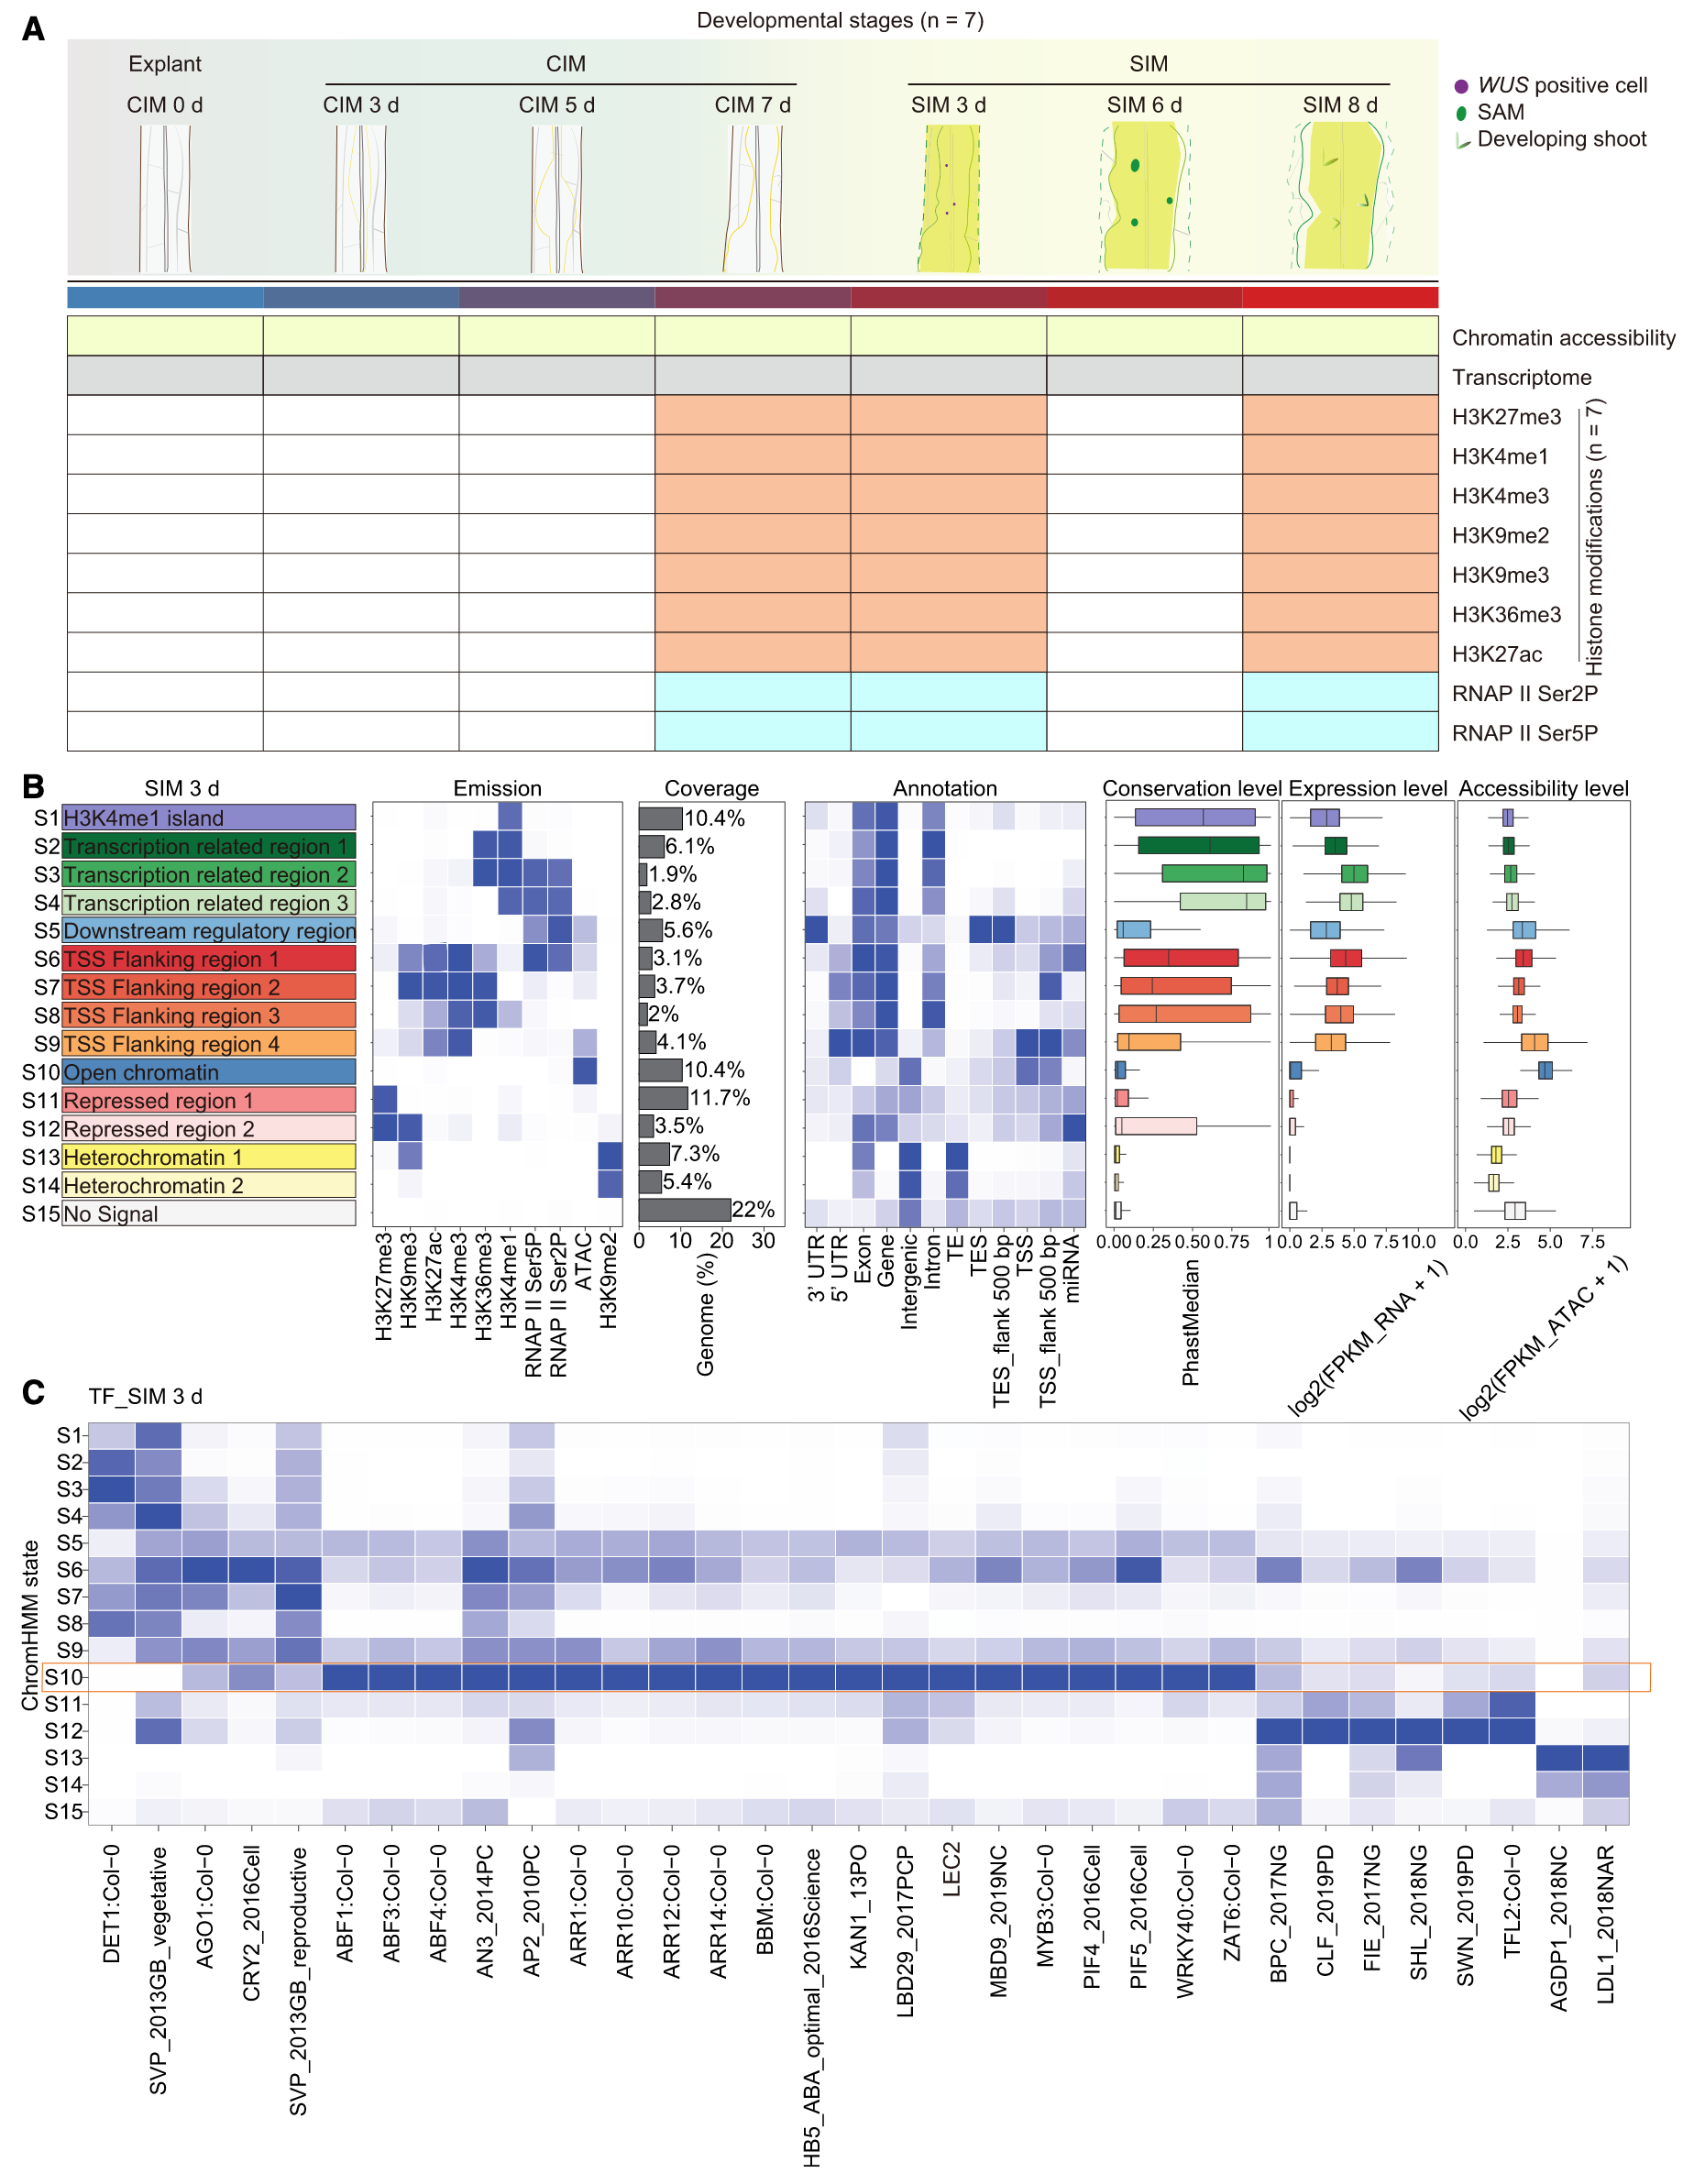 A
Developmental stages (n = 7)
Explant
CIM
SIM
CIM 0 d
CIM 3 d
CIM 5 d
CIM 7 d
SIM 3 d
SIM 6 d
SIM 8 d
WUS positive cell
SAM
Developing shoot
Chromatin accessibility
Transcriptome
H3K27me3
H3K4me1
H3K4me3
H3K9me2
H3K9me3
H3K36me3
H3K27ac
RNAP II Ser2P
RNAP II Ser5P
Histone modifications (n = 7)
B
SIM 3 d
Emission
Coverage
Annotation
Conservation level
Expression level
Accessibility level
S1 H3K4me1 island
S2 Transcription related region 1
S3 Transcription related region 2
S4 Transcription related region 3
S5 Downstream regulatory region
S6 TSS Flanking region 1
S7 TSS Flanking region 2
S8 TSS Flanking region 3
S9 TSS Flanking region 4
S10 Open chromatin
S11 Repressed region 1
S12 Repressed region 2
S13 Heterochromatin 1
S14 Heterochromatin 2
S15 No Signal
10.4%
6.1%
1.9%
2.8%
5.6%
3.1%
3.7%
2%
4.1%
10.4%
11.7%
3.5%
7.3%
5.4%
22%
H3K27me3
H3K9me3
H3K27ac
H3K4me3
H3K36me3
H3K4me1
RNAP II Ser5P
RNAP II Ser2P
ATAC
H3K9me2
0 10 20 30
Genome (%)
3' UTR
5' UTR
Exon
Gene
Intergenic
Intron
TE
TES
TES_flank 500 bp
TSS
TSS_flank 500 bp
miRNA
0.00 0.25 0.50 0.75 1
PhastMedian
0.0 2.5 5.0 7.5 10.0
log2(FPKM_RNA + 1)
0.0 2.5 5.0 7.5
log2(FPKM_ATAC + 1)
C
TF_SIM 3 d
ChromHMM state
S1
S2
S3
S4
S5
S6
S7
S8
S9
S10
S11
S12
S13
S14
S15
DET1:Col−0
SVP_2013GB_vegetative
AGO1:Col−0
CRY2_2016Cell
SVP_2013GB_reproductive
ABF1:Col−0
ABF3:Col−0
ABF4:Col−0
AN3_2014PC
AP2_2010PC
ARR1:Col−0
ARR10:Col−0
ARR12:Col−0
ARR14:Col−0
BBM:Col−0
HB5_ABA_optimal_2016Science
KAN1_13PO
LBD29_2017PCP
LEC2
MBD9_2019NC
MYB3:Col−0
PIF4_2016Cell
PIF5_2016Cell
WRKY40:Col−0
ZAT6:Col−0
BPC_2017NG
CLF_2019PD
FIE_2017NG
SHL_2018NG
SWN_2019PD
TFL2:Col−0
AGDP1_2018NC
LDL1_2018NAR